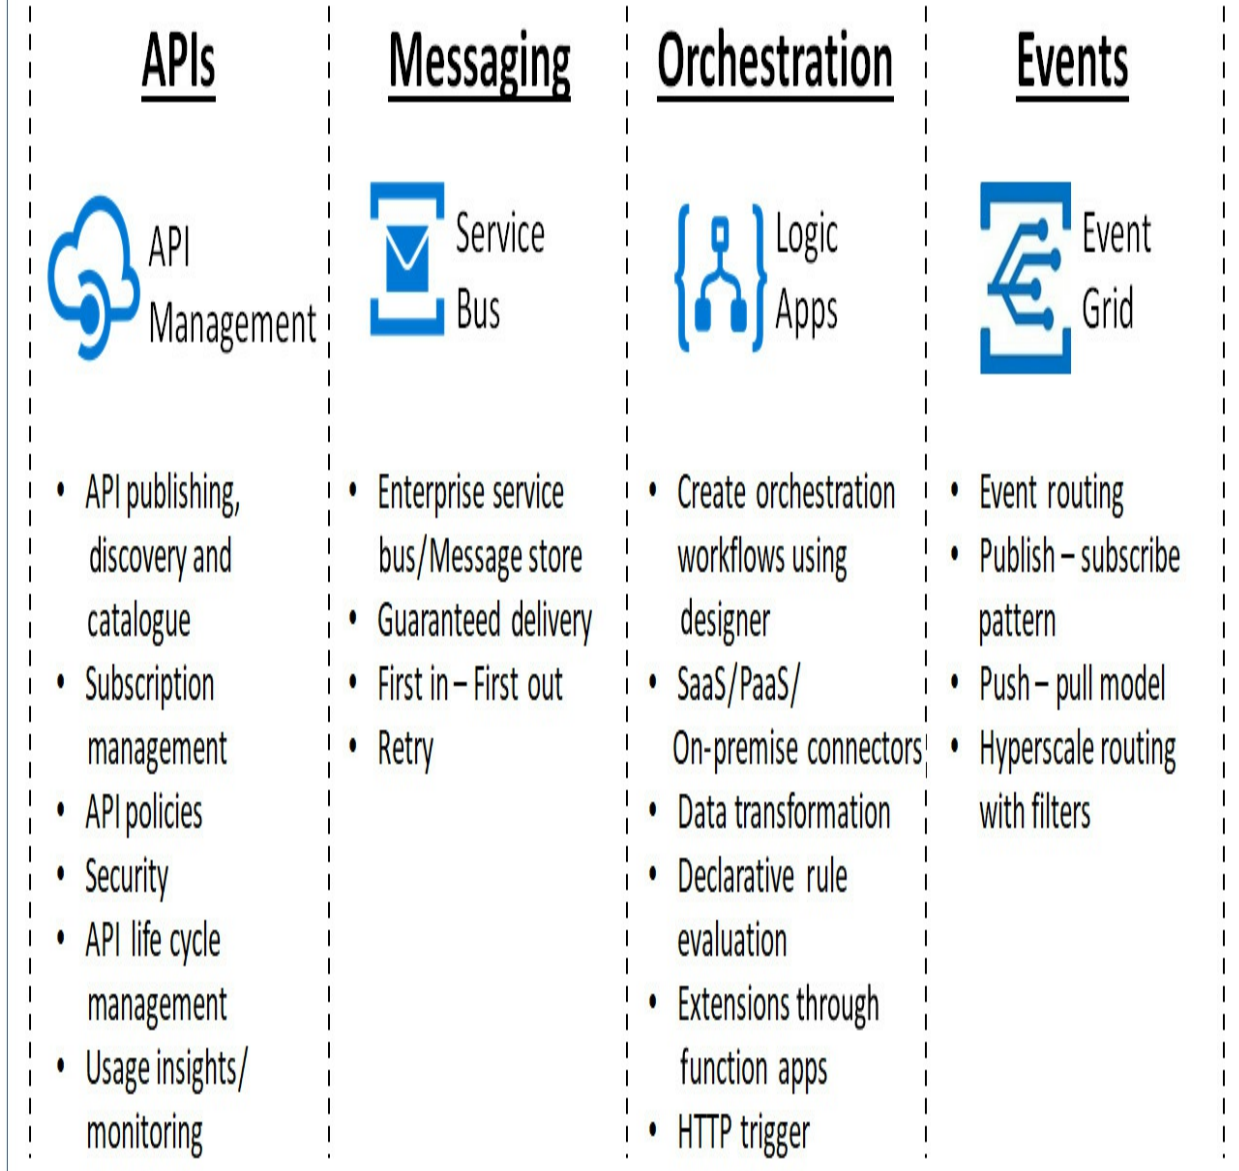 APIs
API
Management
• API publishing,
discovery and
catalogue
• Subscription
management
• API policies
• Security
• API life cycle
management
• Usage insights/
monitoring
Messaging
Service
Bus
• Enterprise service
bus/Message store
• Guaranteed delivery
• First in – First out
• Retry
Orchestration
Logic
Apps
• Create orchestration
workflows using
designer
• SaaS/PaaS/
On-premise connectors
• Data transformation
• Declarative rule
evaluation
• Extensions through
function apps
• HTTP trigger
Events
Event
Grid
• Event routing
• Publish – subscribe
pattern
• Push – pull model
• Hyperscale routing
with filters